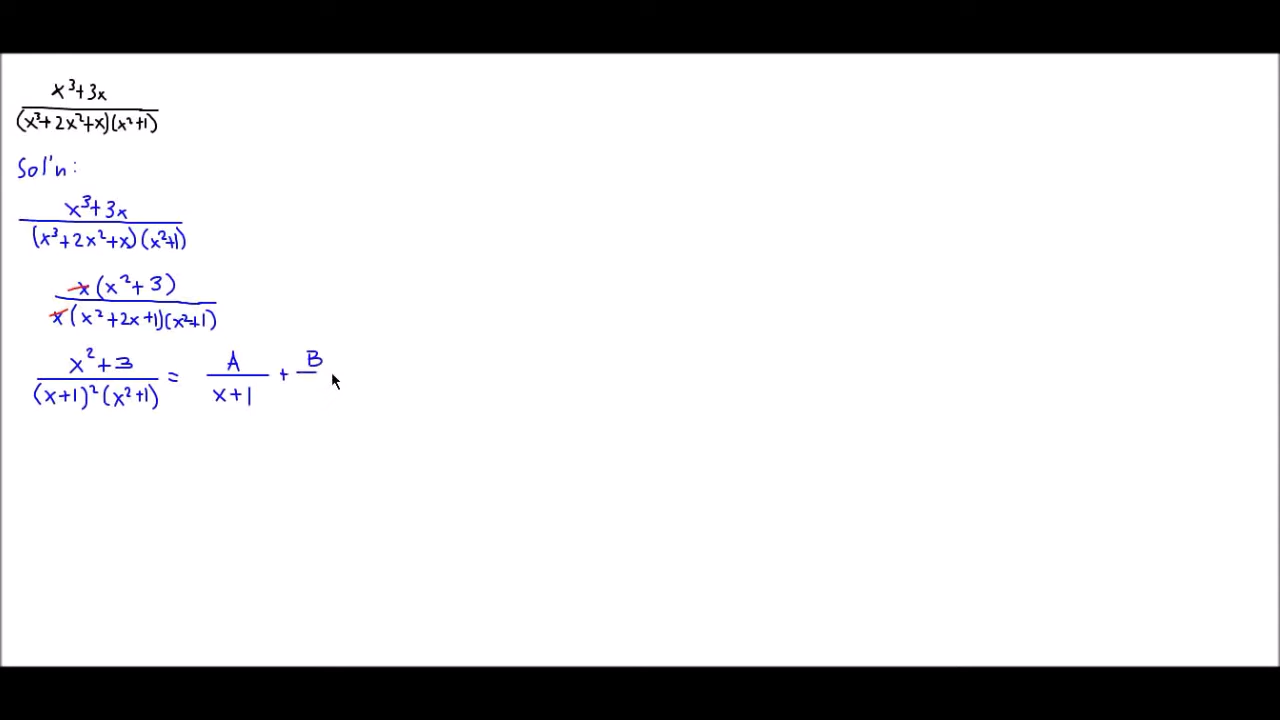 x³+3x
(x³+2x²+x)(x²+1)
Sol'n:
x³+3x
(x³+2x²+x)(x²+1)
x(x²+3)
x(x²+2x+1)(x²+1)
x²+3 = A + B
(x+1)²(x²+1) x+1